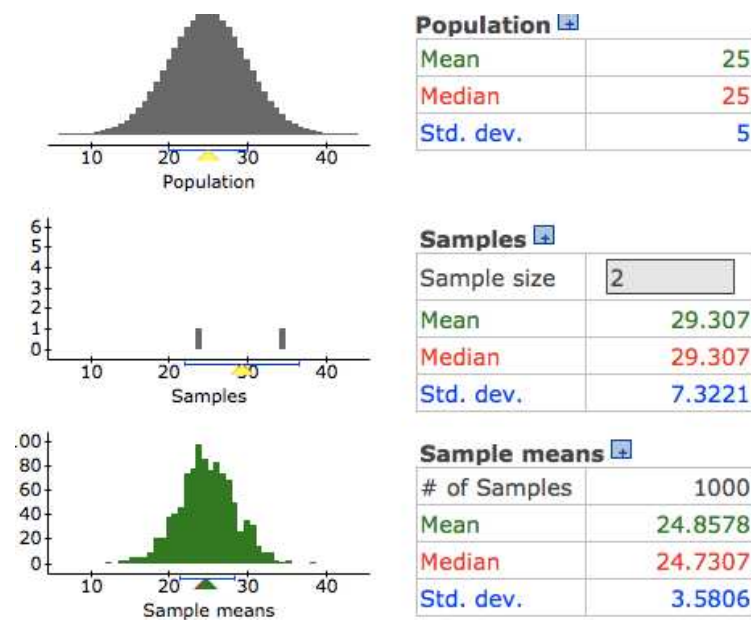 Population
Mean 25
Median 25
Std. dev. 5
10 20 30 40
Population
Samples
Sample size 2
Mean 29.307
Median 29.307
Std. dev. 7.3221
6
5
4
3
2
1
0
10 20 30 40
Samples
Sample means
# of Samples 1000
Mean 24.8578
Median 24.7307
Std. dev. 3.5806
00
80
60
40
20
0
10 20 30 40
Sample means